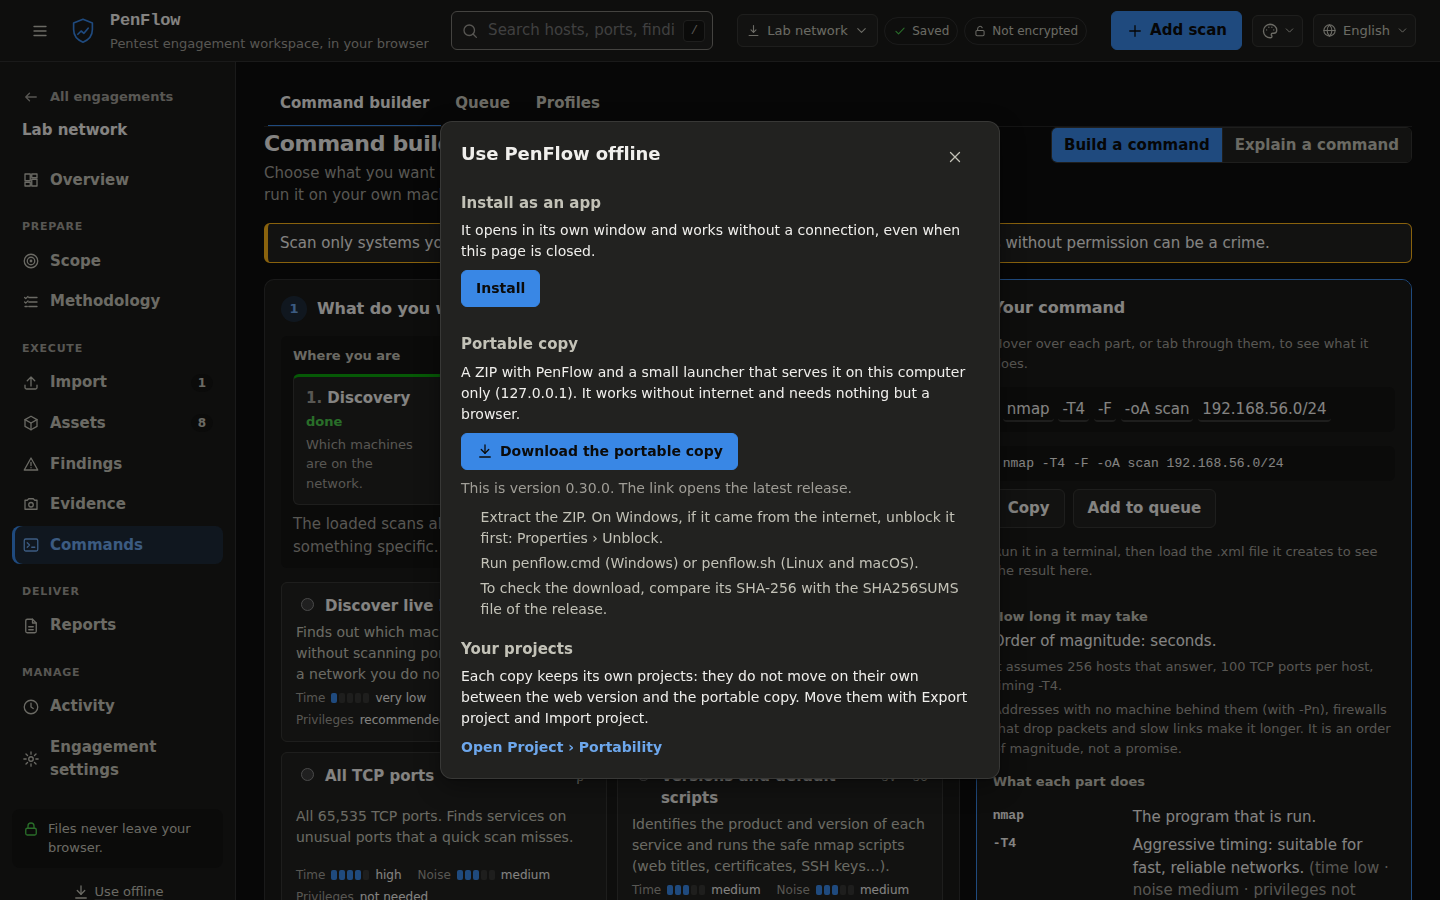 PenFlow
Pentest engagement workspace, in your browser
Search hosts, ports, findi
/
Lab network
Saved
Not encrypted
+ Add scan
English
All engagements
Lab network
Overview
PREPARE
Scope
Methodology
EXECUTE
Import 1
Assets 8
Findings
Evidence
Commands
DELIVER
Reports
MANAGE
Activity
Engagement
settings
Files never leave your
browser.
Use offline
Command builder
Queue
Profiles
Build a command
Explain a command
Choose what you want
run it on your own
Scan only systems
without permission can be a crime.
1
What do you
Where you are
1. Discovery
done
Which machines
are on the
network.
The loaded scans
something specific.
Discover live
Finds out which
without scanning
a network you do
Time very low
Privileges
All TCP ports
All 65,535 TCP ports. Finds services on
unusual ports that a quick scan misses.
Time high Noise medium
Privileges not needed
Versions and default
scripts
Identifies the product and version of each
service and runs the safe nmap scripts
(web titles, certificates, SSH keys…).
Time medium Noise medium
Use PenFlow offline
Install as an app
It opens in its own window and works without a connection, even when
this page is closed.
Install
Portable copy
A ZIP with PenFlow and a small launcher that serves it on this computer
only (127.0.0.1). It works without internet and needs nothing but a
browser.
Download the portable copy
This is version 0.30.0. The link opens the latest release.
Extract the ZIP. On Windows, if it came from the internet, unblock it
first: Properties › Unblock.
Run penflow.cmd (Windows) or penflow.sh (Linux and macOS).
To check the download, compare its SHA-256 with the SHA256SUMS
file of the release.
Your projects
Each copy keeps its own projects: they do not move on their own
between the web version and the portable copy. Move them with Export
project and Import project.
Open Project › Portability
Your command
over each part, or tab through them, to see what it
nmap -T4 -F -oA scan 192.168.56.0/24
nmap -T4 -F -oA scan 192.168.56.0/24
Copy
Add to queue
it in a terminal, then load the .xml file it creates to see
result here.
How long it may take
Order of magnitude: seconds.
assumes 256 hosts that answer, 100 TCP ports per host,
-T4.
Addresses with no machine behind them (with -Pn), firewalls
that drop packets and slow links make it longer. It is an order
of magnitude, not a promise.
What each part does
nmap The program that is run.
-T4 Aggressive timing: suitable for
fast, reliable networks. (time low ·
noise medium · privileges not